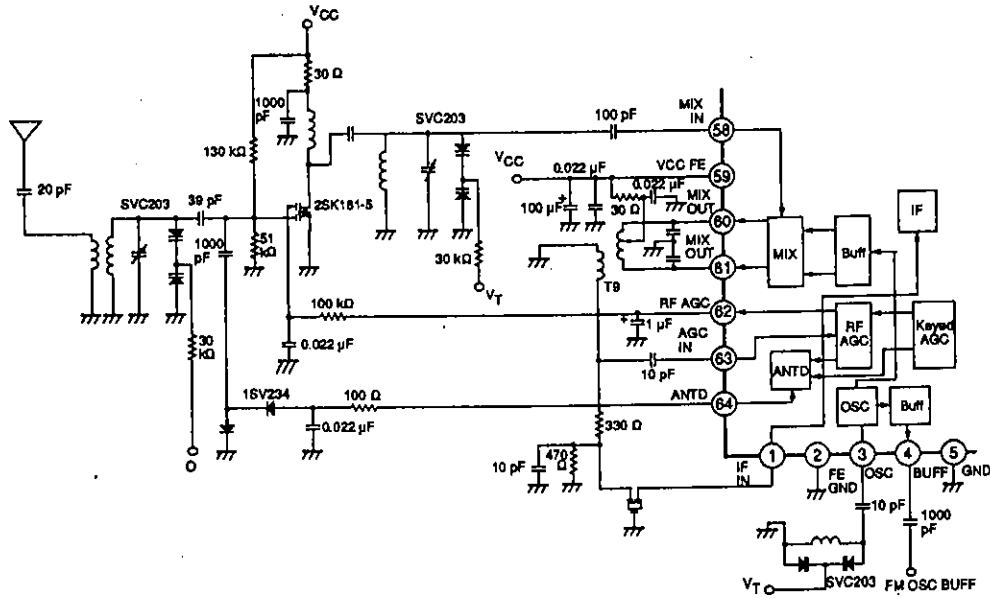 VCC
30 Ω
1000
pF
SVC203
100 pF
MIX
IN
58
130 kΩ
VCC
0.022 µF
VCC FE
59
0.022 µF
MIX
OUT
IF
20 pF
SVC203
39 pF
2SK161-5
100 µF
+
30 Ω
60
1000
pF
51
kΩ
MIX
OUT
61
MIX
Buff
30 kΩ
VT
T9
100 kΩ
RF AGC
62
+
1 µF
RF
AGC
Keyed
AGC
30
kΩ
0.022 µF
AGC
IN
63
10 pF
ANTD
1SV234
100 Ω
ANTD
64
OSC
Buff
0.022 µF
330 Ω
10 pF
470
Ω
IF
IN
1
2
3
4
5
FE
GND
OSC
BUFF
GND
10 pF
1000
pF
SVC203
VT
FM OSC BUFF